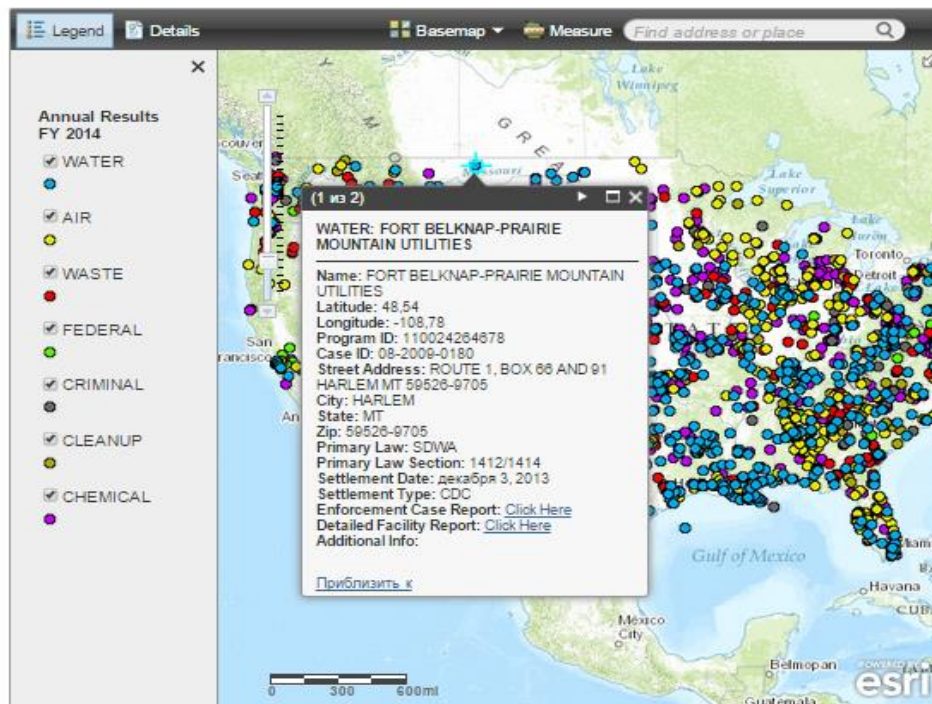 Legend Details Basemap Measure Find address or place
Annual Results
FY 2014
WATER
AIR
WASTE
FEDERAL
CRIMINAL
CLEANUP
CHEMICAL
(1 из 2)
WATER: FORT BELKNAP-PRAIRIE
MOUNTAIN UTILITIES
Name: FORT BELKNAP-PRAIRIE MOUNTAIN
UTILITIES
Latitude: 48,54
Longitude: -108,78
Program ID: 110024264678
Case ID: 08-2009-0180
Street Address: ROUTE 1, BOX 66 AND 91
HARLEM MT 59526-9705
City: HARLEM
State: MT
Zip: 59526-9705
Primary Law: SDWA
Primary Law Section: 1412/1414
Settlement Date: декабря 3, 2013
Settlement Type: CDC
Enforcement Case Report: Click Here
Detailed Facility Report: Click Here
Additional Info:
Приблизить к
Lake
Winnipeg
GREA
Missouri
Lake
Superior
Lake
Toronto
Detroit
San
Gulf of Mexico
Havana
México
City
Belmopan
Guatemala
0 300 600mi
POWERED BY
esri